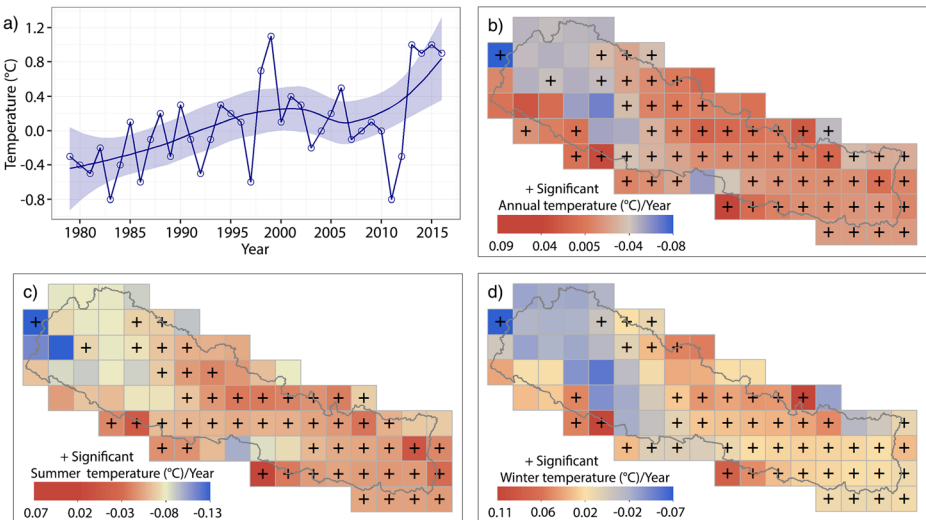 a)
Temperature (°C)
1.2
0.8
0.4
0.0
-0.4
-0.8
1980 1985 1990 1995 2000 2005 2010 2015
Year
b)
+ Significant
Annual temperature (°C)/Year
0.09 0.04 0.005 -0.04 -0.08
c)
+ Significant
Summer temperature (°C)/Year
0.07 0.02 -0.03 -0.08 -0.13
d)
+ Significant
Winter temperature (°C)/Year
0.11 0.06 0.02 -0.02 -0.07